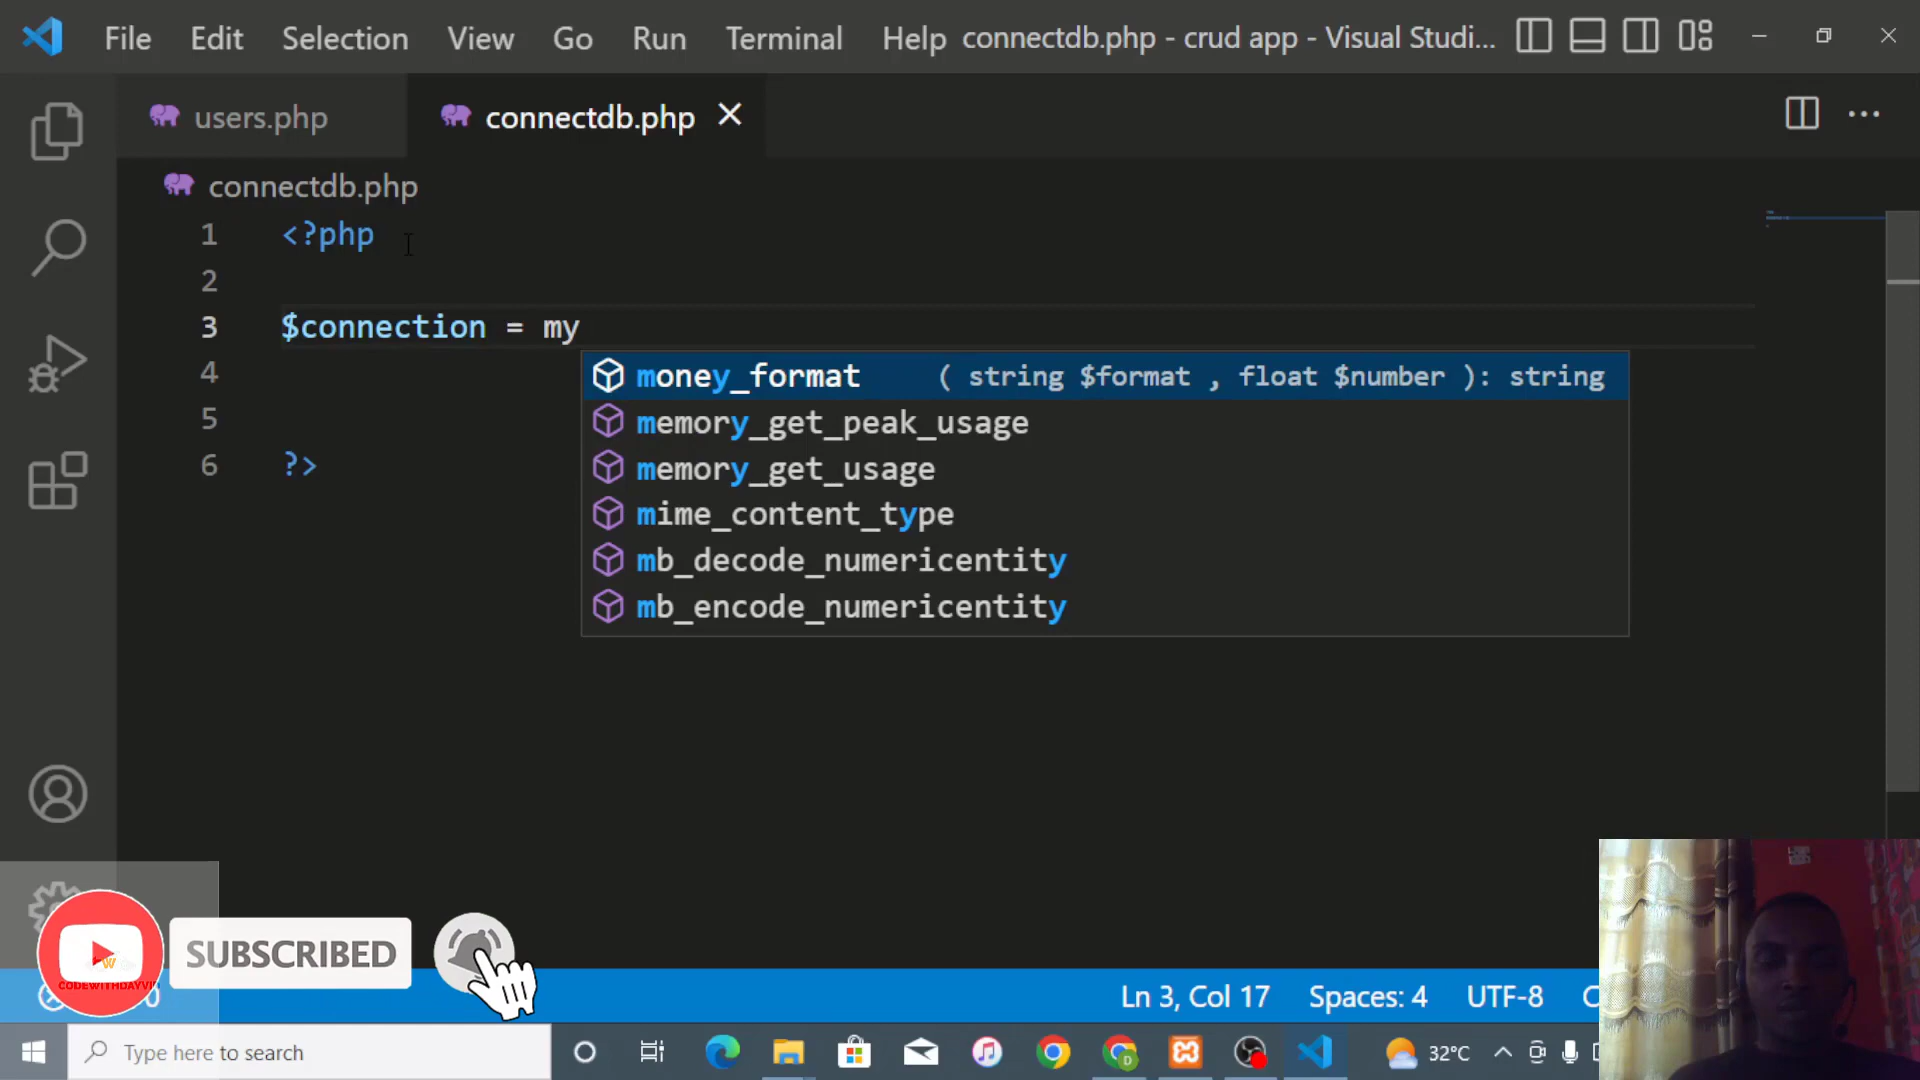 File Edit Selection View Go Run Terminal Help connectdb.php - crud app - Visual Studi...
users.php connectdb.php
connectdb.php
1 <?php
2
3 $connection = my
4
5
6 ?>
money_format ( string $format , float $number ): string
memory_get_peak_usage
memory_get_usage
mime_content_type
mb_decode_numericentity
mb_encode_numericentity
SUBSCRIBED
Ln 3, Col 17 Spaces: 4 UTF-8
Type here to search
32°C